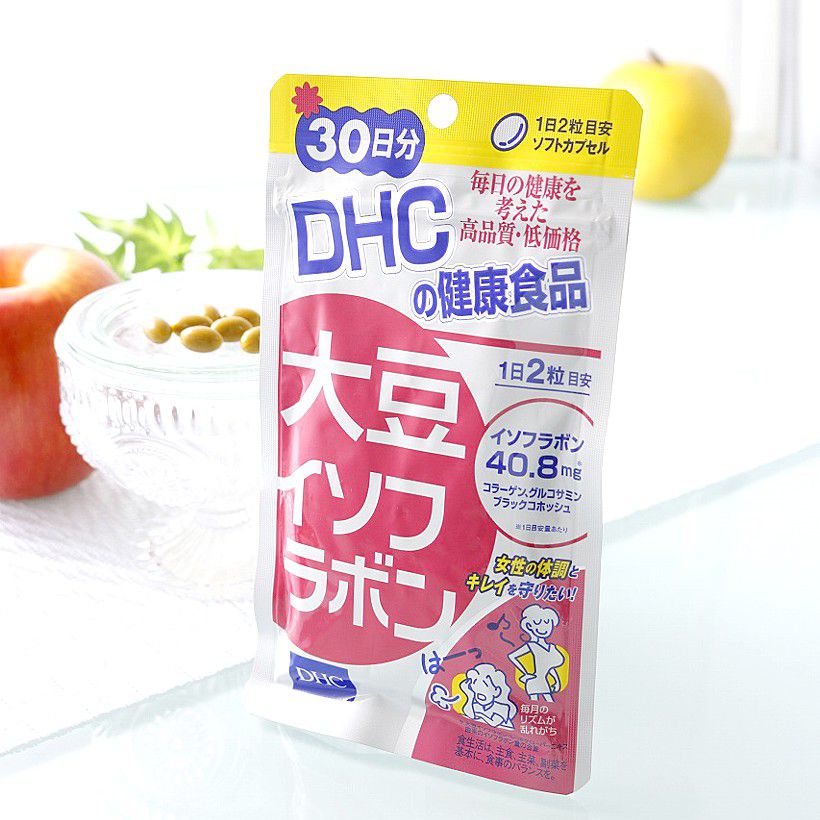 30日分
1日2粒目安
ソフトカプセル
DHC
毎日の健康を
考えた
高品質・低価格
の健康食品
大豆
イソフ
ラボン
1日2粒目安
イソフラボン
40.8mg※
コラーゲン、グルコサミン
ブラックコホッシュ
※1日目安量あたり
女性の体調と
キレイを守りたい!
はーっ
DHC
毎月の
リズムが
乱れがち
食生活は、主食、主菜、副菜を
基本に、食事のバランスを。